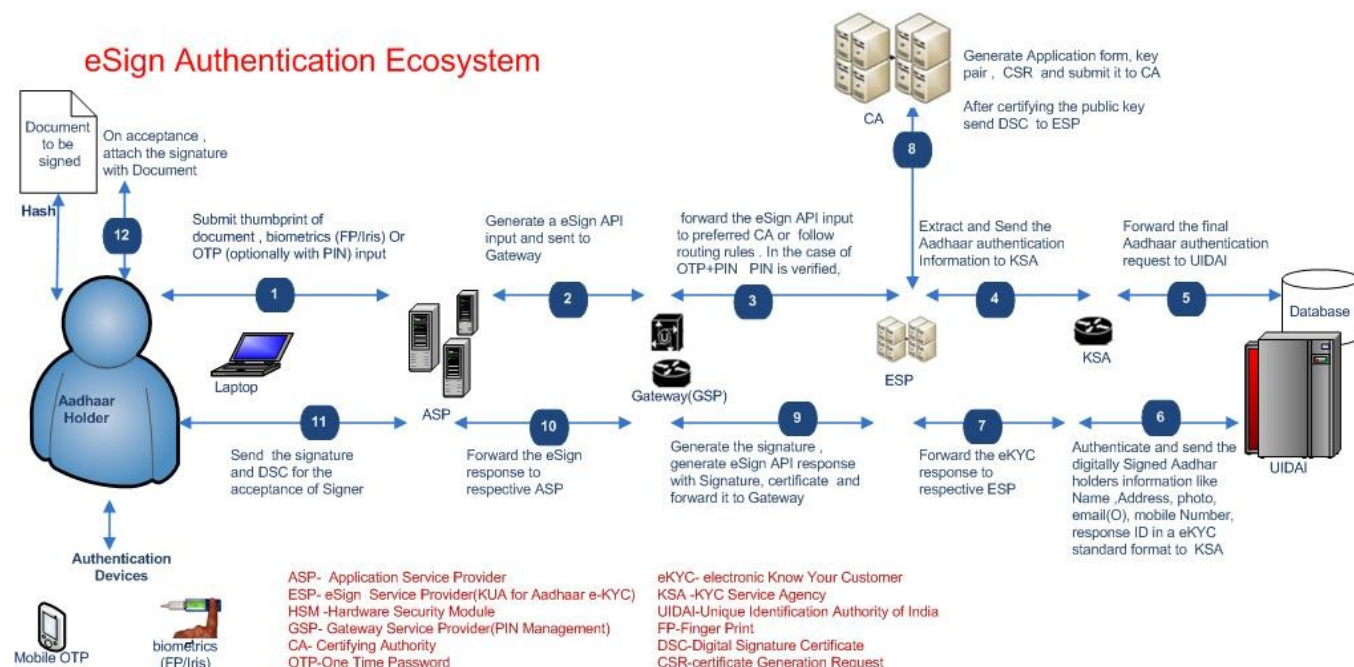 eSign Authentication Ecosystem
Document
to be
signed
On acceptance ,
attach the signature
with Document
Hash
12
Submit thumbprint of
document , biometrics (FP/Iris) Or
OTP (optionally with PIN) input
1
Laptop
Generate a eSign API
input and sent to
Gateway
2
forward the eSign API input
to preferred CA or follow
routing rules . In the case of
OTP+PIN PIN is verified,
3
CA
Generate Application form, key
pair , CSR and submit it to CA
After certifying the public key
send DSC to ESP
8
Extract and Send the
Aadhaar authentication
Information to KSA
4
Forward the final
Aadhaar authentication
request to UIDAI
5
Database
Aadhaar
Holder
ASP
Gateway(GSP)
ESP
KSA
UIDAI
11
Send the signature
and DSC for the
acceptance of Signer
10
Forward the eSign
response to
respective ASP
9
Generate the signature ,
generate eSign API response
with Signature, certificate and
forward it to Gateway
7
Forward the eKYC
response to
respective ESP
6
Authenticate and send the
digitally Signed Aadhar
holders information like
Name ,Address, photo,
email(O), mobile Number,
response ID in a eKYC
standard format to KSA
Authentication
Devices
Mobile OTP
biometrics
(FP/Iris)
ASP- Application Service Provider
ESP- eSign Service Provider(KUA for Aadhaar e-KYC)
HSM -Hardware Security Module
GSP- Gateway Service Provider(PIN Management)
CA- Certifying Authority
OTP-One Time Password
eKYC- electronic Know Your Customer
KSA -KYC Service Agency
UIDAI-Unique Identification Authority of India
FP-Finger Print
DSC-Digital Signature Certificate
CSR-certificate Generation Request